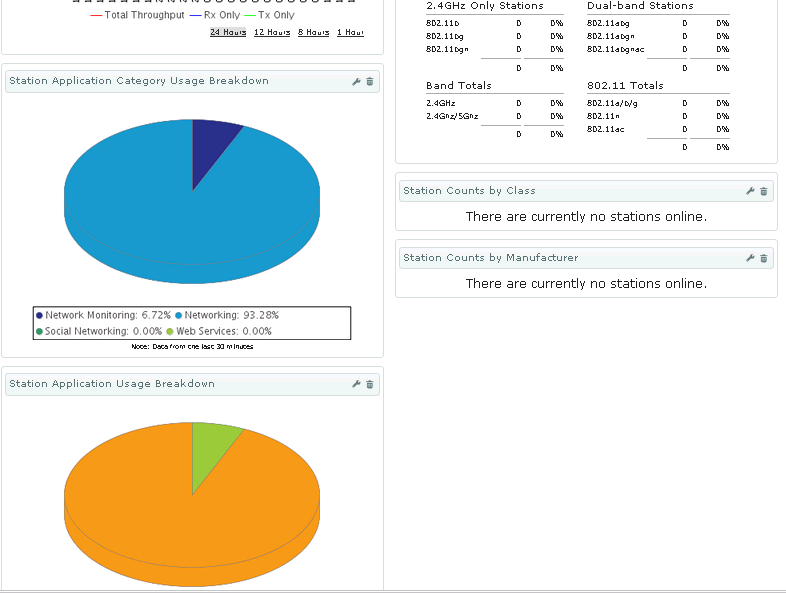 Total Throughput Rx Only Tx Only
24 Hours 12 Hours 8 Hours 1 Hour
Station Application Category Usage Breakdown
Network Monitoring: 6.72% Networking: 93.28%
Social Networking: 0.00% Web Services: 0.00%
Note: Data from the last 30 minutes
Station Application Usage Breakdown
2.4GHz Only Stations
802.11b 0 0%
802.11bg 0 0%
802.11bgn 0 0%
0 0%
Dual-band Stations
802.11abg 0 0%
802.11abgn 0 0%
802.11abgnac 0 0%
0 0%
Band Totals
2.4GHz 0 0%
2.4GHz/5GHz 0 0%
0 0%
802.11 Totals
802.11a/b/g 0 0%
802.11n 0 0%
802.11ac 0 0%
0 0%
Station Counts by Class
There are currently no stations online.
Station Counts by Manufacturer
There are currently no stations online.